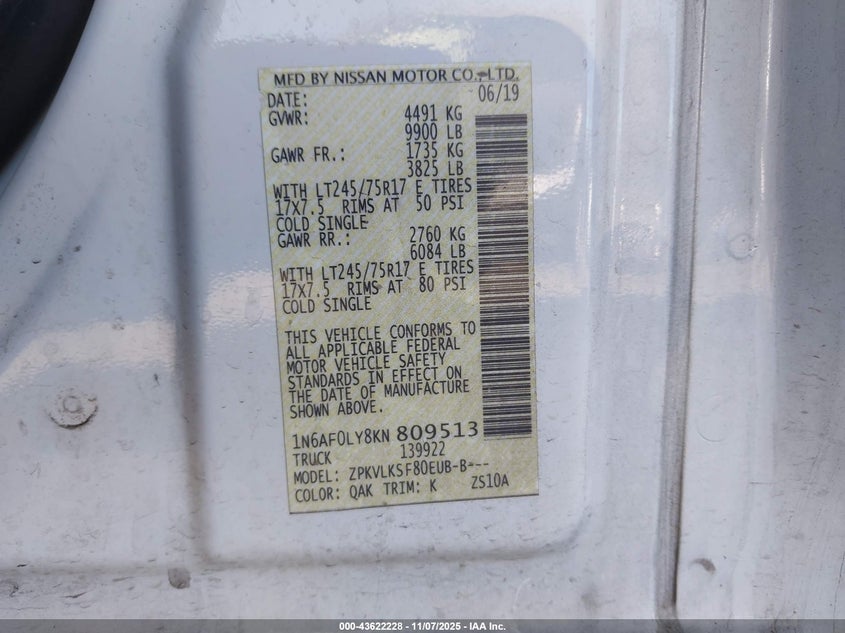 MFD BY NISSAN MOTOR CO., LTD.
DATE: 06/19
GVWR: 4491 KG
9900 LB
GAWR FR.: 1735 KG
3825 LB
WITH LT245/75R17 E TIRES
17X7.5 RIMS AT 50 PSI
COLD SINGLE
GAWR RR.: 2760 KG
6084 LB
WITH LT245/75R17 E TIRES
17X7.5 RIMS AT 80 PSI
COLD SINGLE
THIS VEHICLE CONFORMS TO
ALL APPLICABLE FEDERAL
MOTOR VEHICLE SAFETY
STANDARDS IN EFFECT ON
THE DATE OF MANUFACTURE
SHOWN ABOVE.
1N6AF0LY8KN 809513
TRUCK 139922
MODEL: ZPKVLKSF80EUB-B---
COLOR: QAK TRIM: K ZS10A
000-43622228 - 11/07/2025 - IAA Inc.